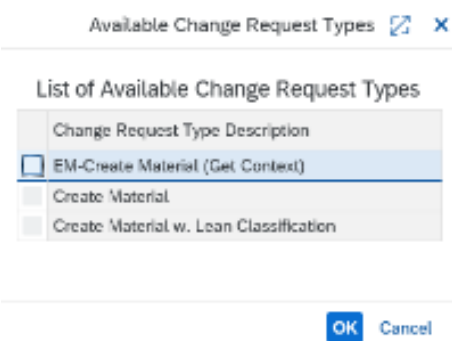 Available Change Request Types
List of Available Change Request Types
Change Request Type Description
EM-Create Material (Get Context)
Create Material
Create Material w. Lean Classification
OK Cancel